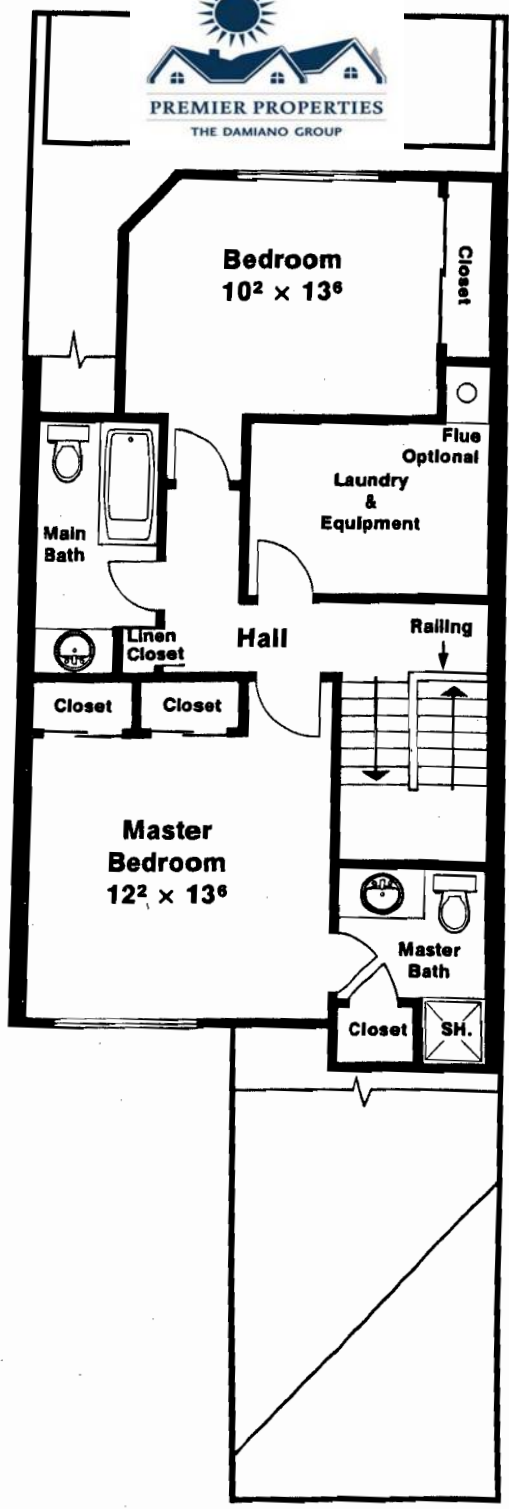 PREMIER PROPERTIES
THE DAMIANO GROUP
Bedroom
10² × 13⁶
Closet
Flue
Optional
Laundry
&
Equipment
Main
Bath
Linen
Closet
Hall
Railing
Closet
Closet
Master
Bedroom
12² × 13⁶
Master
Bath
Closet
SH.